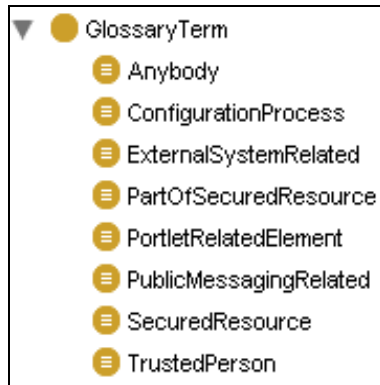 GlossaryTerm
Anybody
ConfigurationProcess
ExternalSystemRelated
PartOfSecuredResource
PortletRelatedElement
PublicMessagingRelated
SecuredResource
TrustedPerson